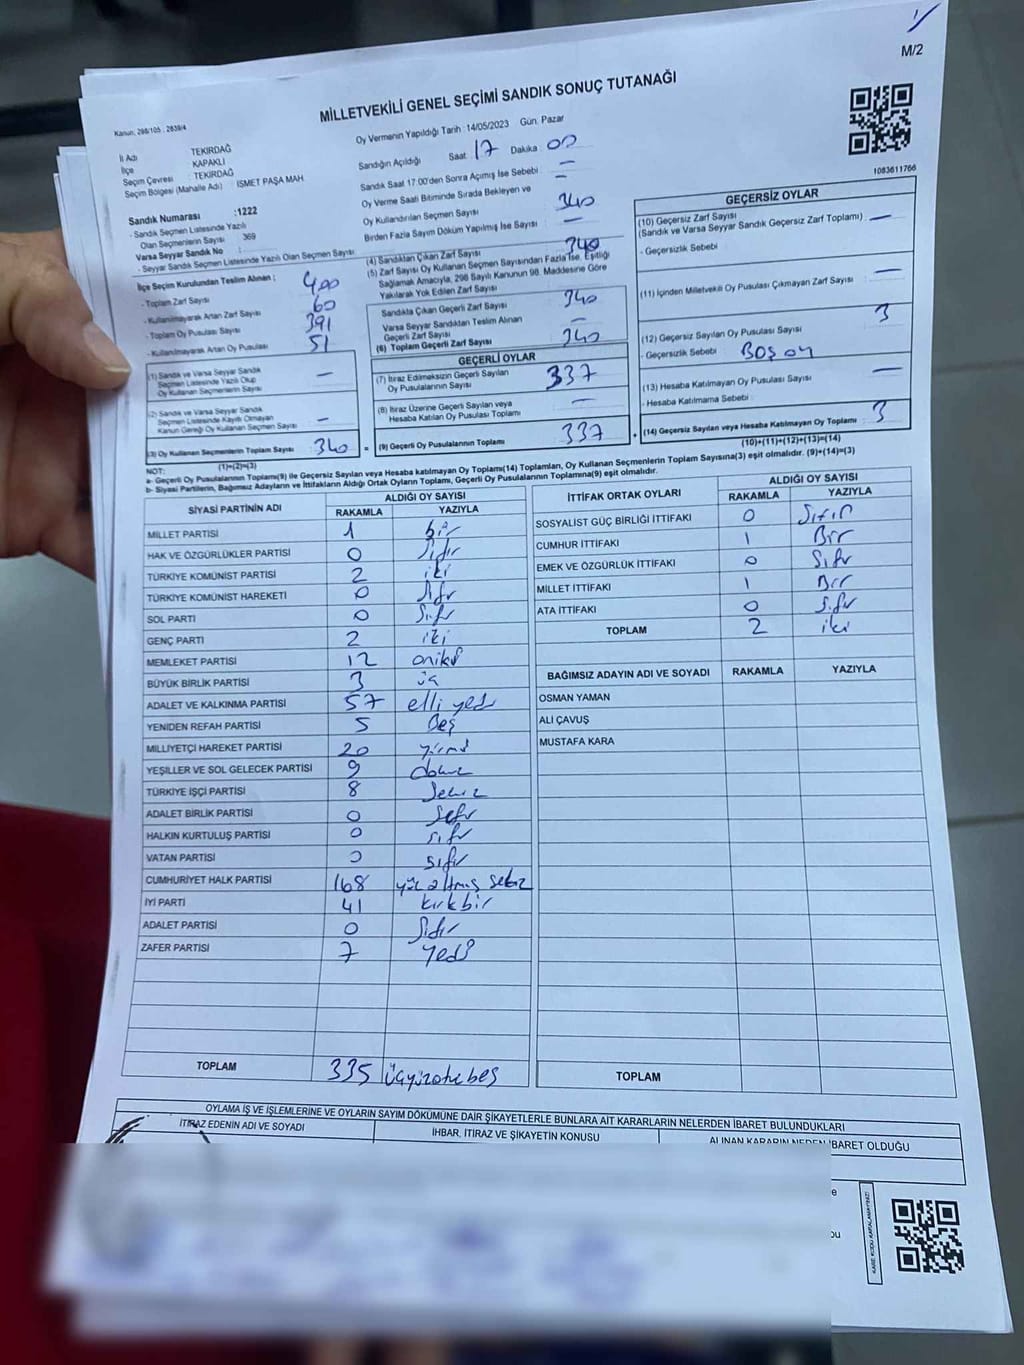 M/2
MİLLETVEKİLİ GENEL SEÇİMİ SANDIK SONUÇ TUTANAĞI
Kanun: 298/105 , 2839/4
Oy Vermenin Yapıldığı Tarih : 14/05/2023 Gün: Pazar
İl Adı TEKİRDAĞ
İlçe KAPAKLI
Seçim Çevresi : TEKİRDAĞ
Seçim Bölgesi (Mahalle Adı) : İSMET PAŞA MAH.
Sandık Numarası :1222
- Sandık Seçmen Listesinde Yazılı
Olan Seçmenlerin Sayısı 369
Varsa Seyyar Sandık No :
- Seyyar Sandık Seçmen Listesinde Yazılı Olan Seçmen Sayısı
Sandığın Açıldığı Saat 17 Dakika 00
Sandık Saat 17:00'den Sonra Açımış İse Sebebi —
Oy Verme Saati Bitiminde Sırada Bekleyen ve —
Oy Kullandırılan Seçmen Sayısı 340
Birden Fazla Sayım Döküm Yapılmış İse Sayısı —
1083611766
İlçe Seçim Kurulundan Teslim Alınan ;
- Toplam Zarf Sayısı 400
- Kullanılmayarak Artan Zarf Sayısı 60
- Toplam Oy Pusulası Sayısı 391
- Kullanılmayarak Artan Oy Pusulası 51
(1) Sandık ve Varsa Seyyar Sandık
Seçmen Listesinde Yazılı Olup
Oy Kullanan Seçmenlerin Sayısı —
(2) Sandık ve Varsa Seyyar Sandık
Seçmen Listesinde Kayıtlı Olmayan
Kanun Gereği Oy Kullanan Seçmen Sayısı —
(3) Oy Kullanan Seçmenlerin Toplam Sayısı 340
(1)+(2)=(3)
(4) Sandıktan Çıkan Zarf Sayısı 340
(5) Zarf Sayısı Oy Kullanan Seçmen Sayısından Fazla İse, Eşitliği
Sağlamak Amacıyla, 298 Sayılı Kanunun 98. Maddesine Göre
Yakılarak Yok Edilen Zarf Sayısı
Sandıkta Çıkan Geçerli Zarf Sayısı 340
Varsa Seyyar Sandıktan Teslim Alınan
Geçerli Zarf Sayısı —
(6) Toplam Geçerli Zarf Sayısı 340
GEÇERLİ OYLAR
(7) İtiraz Edilmeksizin Geçerli Sayılan
Oy Pusulalarının Sayısı 337
(8) İtiraz Üzerine Geçerli Sayılan veya
Hesaba Katılan Oy Pusulası Toplamı —
= (9) Geçerli Oy Pusulalarının Toplamı 337
GEÇERSİZ OYLAR
(10) Geçersiz Zarf Sayısı
(Sandık ve Varsa Seyyar Sandık Geçersiz Zarf Toplamı) —
- Geçersizlik Sebebi
(11) İçinden Milletvekili Oy Pusulası Çıkmayan Zarf Sayısı —
(12) Geçersiz Sayılan Oy Pusulası Sayısı 3
- Geçersizlik Sebebi BOŞ OY
(13) Hesaba Katılmayan Oy Pusulası Sayısı —
- Hesaba Katılmama Sebebi
+ (14) Geçersiz Sayılan veya Hesaba Katılmayan Oy Toplamı 3
(10)+(11)+(12)+(13)=(14)
NOT:
a- Geçerli Oy Pusulalarının Toplamı(9) ile Geçersiz Sayılan veya Hesaba katılmayan Oy Toplamı(14) Toplamları, Oy Kullanan Seçmenlerin Toplam Sayısına(3) eşit olmalıdır. (9)+(14)=(3)
b- Siyasi Partilerin, Bağımsız Adayların ve İttifakların Aldığı Ortak Oyların Toplamı, Geçerli Oy Pusulalarının Toplamına(9) eşit olmalıdır.
SİYASİ PARTİNİN ADI ALDIĞI OY SAYISI
RAKAMLA YAZIYLA
MİLLET PARTİSİ 1 bir
HAK VE ÖZGÜRLÜKLER PARTİSİ 0 Sıfır
TÜRKİYE KOMÜNİST PARTİSİ 2 iki
TÜRKİYE KOMÜNİST HAREKETİ 0 Sıfır
SOL PARTİ 0 Sıfır
GENÇ PARTİ 2 iki
MEMLEKET PARTİSİ 12 oniki
BÜYÜK BİRLİK PARTİSİ 3 üç
ADALET VE KALKINMA PARTİSİ 57 elli yedi
YENİDEN REFAH PARTİSİ 5 Beş
MİLLİYETÇİ HAREKET PARTİSİ 20 yirmi
YEŞİLLER VE SOL GELECEK PARTİSİ 9 dokuz
TÜRKİYE İŞÇİ PARTİSİ 8 Sekiz
ADALET BİRLİK PARTİSİ 0 Sıfır
HALKIN KURTULUŞ PARTİSİ 0 Sıfır
VATAN PARTİSİ 0 sıfır
CUMHURİYET HALK PARTİSİ 168 yüz altmış sekiz
İYİ PARTİ 41 kırkbir
ADALET PARTİSİ 0 Sıfır
ZAFER PARTİSİ 7 Yedi
TOPLAM 335 üçyüzotuzbeş
İTTİFAK ORTAK OYLARI ALDIĞI OY SAYISI
RAKAMLA YAZIYLA
SOSYALİST GÜÇ BİRLİĞİ İTTİFAKI 0 Sıfır
CUMHUR İTTİFAKI 1 Bir
EMEK VE ÖZGÜRLÜK İTTİFAKI 0 Sıfır
MİLLET İTTİFAKI 1 Bir
ATA İTTİFAKI 0 Sıfır
TOPLAM 2 iki
BAĞIMSIZ ADAYIN ADI VE SOYADI RAKAMLA YAZIYLA
OSMAN YAMAN
ALİ ÇAVUŞ
MUSTAFA KARA
TOPLAM
OYLAMA İŞ VE İŞLEMLERİNE VE OYLARIN SAYIM DÖKÜMÜNE DAİR ŞİKAYETLERLE BUNLARA AİT KARARLARIN NELERDEN İBARET BULUNDUKLARI
İTİRAZ EDENİN ADI VE SOYADI İHBAR, İTİRAZ VE ŞİKAYETİN KONUSU ALINAN KARARIN NEDEN İBARET OLDUĞU